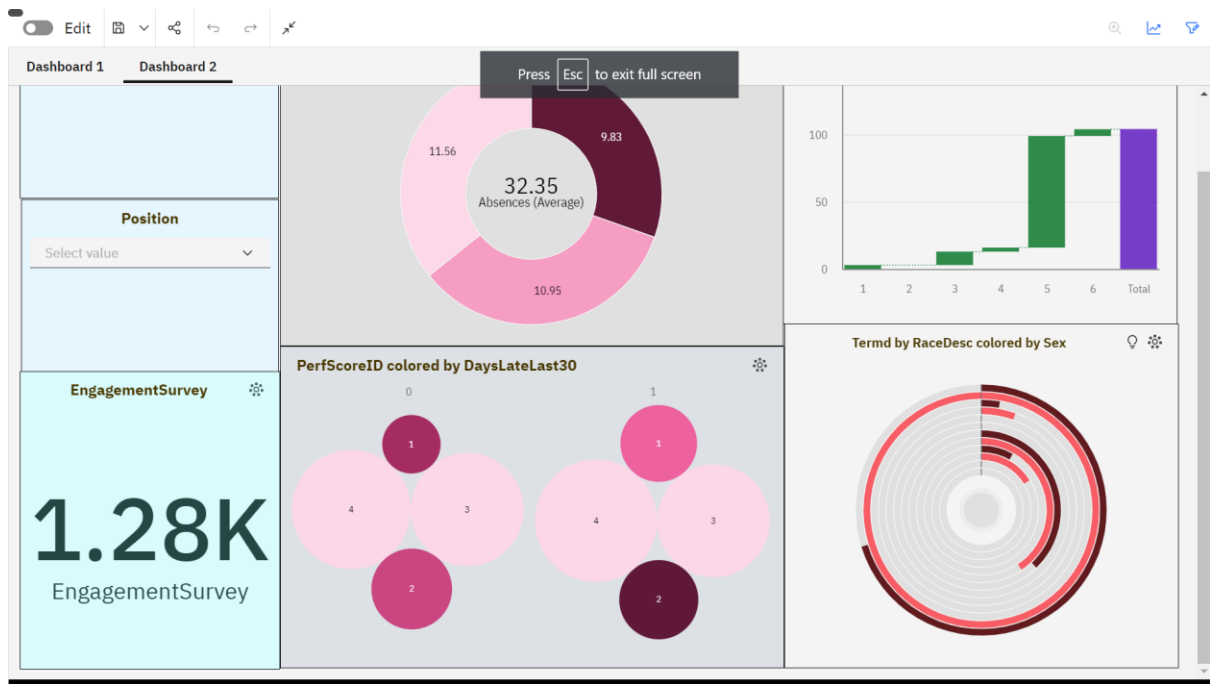 Edit
Dashboard 1
Dashboard 2
Press Esc to exit full screen
Position
Select value
EngagementSurvey
1.28K
EngagementSurvey
9.83
11.56
32.35
Absences (Average)
10.95
PerfScoreID colored by DaysLateLast30
0
1
1
4
3
2
1
4
3
2
100
50
0
1 2 3 4 5 6 Total
Termd by RaceDesc colored by Sex